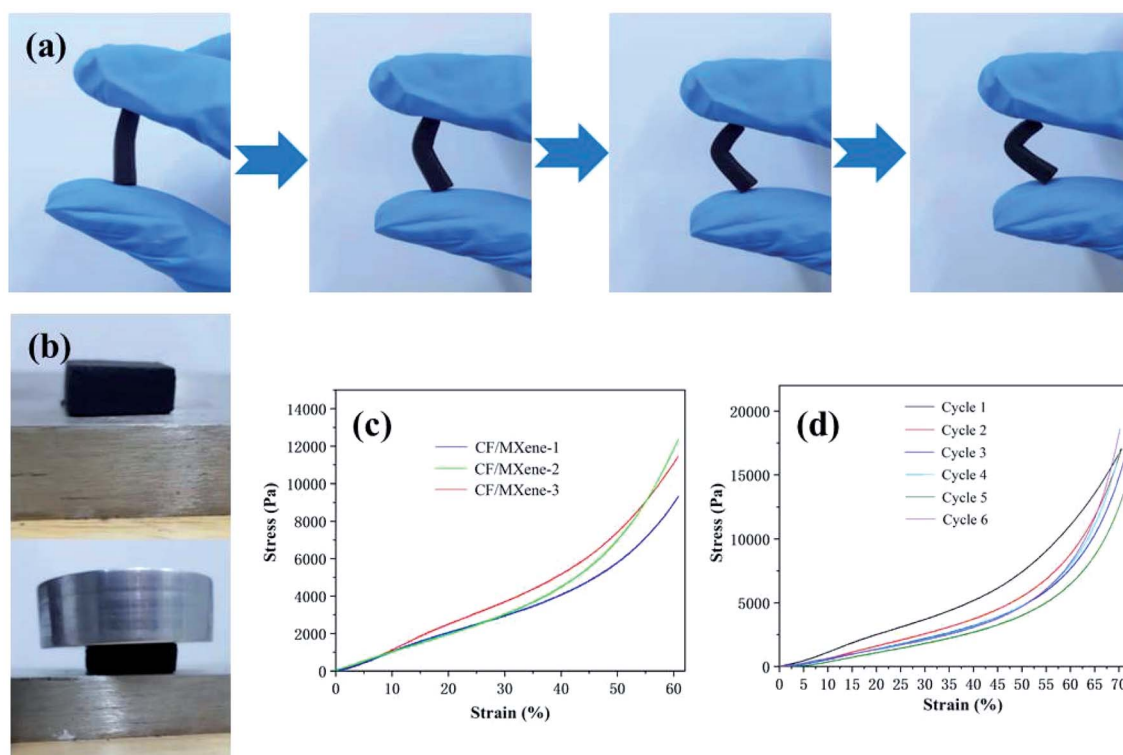 (a)
(b)
(c)
Stress (Pa)
14000
12000
10000
8000
6000
4000
2000
0
CF/MXene-1
CF/MXene-2
CF/MXene-3
0 10 20 30 40 50 60
Strain (%)
(d)
Stress (Pa)
20000
15000
10000
5000
0
Cycle 1
Cycle 2
Cycle 3
Cycle 4
Cycle 5
Cycle 6
0 5 10 15 20 25 30 35 40 45 50 55 60 65 70
Strain (%)